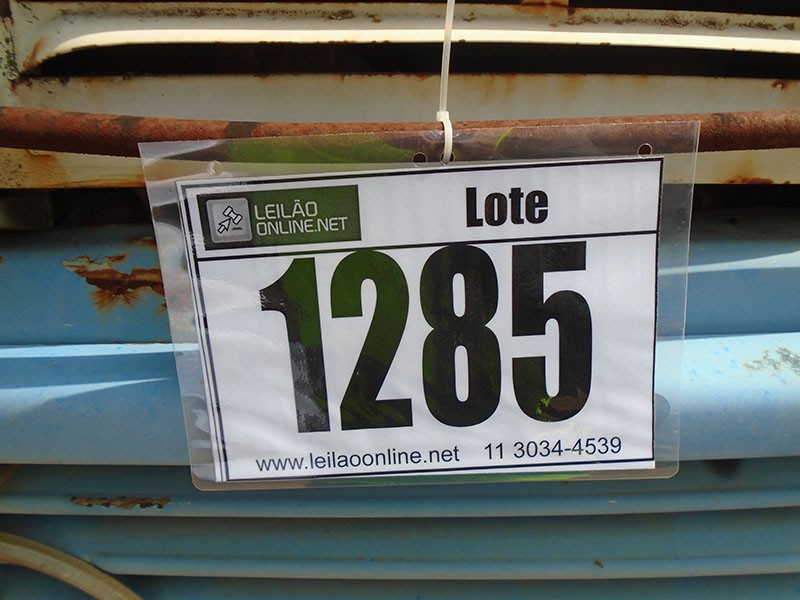 LEILÃO
ONLINE.NET
Lote
1285
www.leilaoonline.net 11 3034-4539